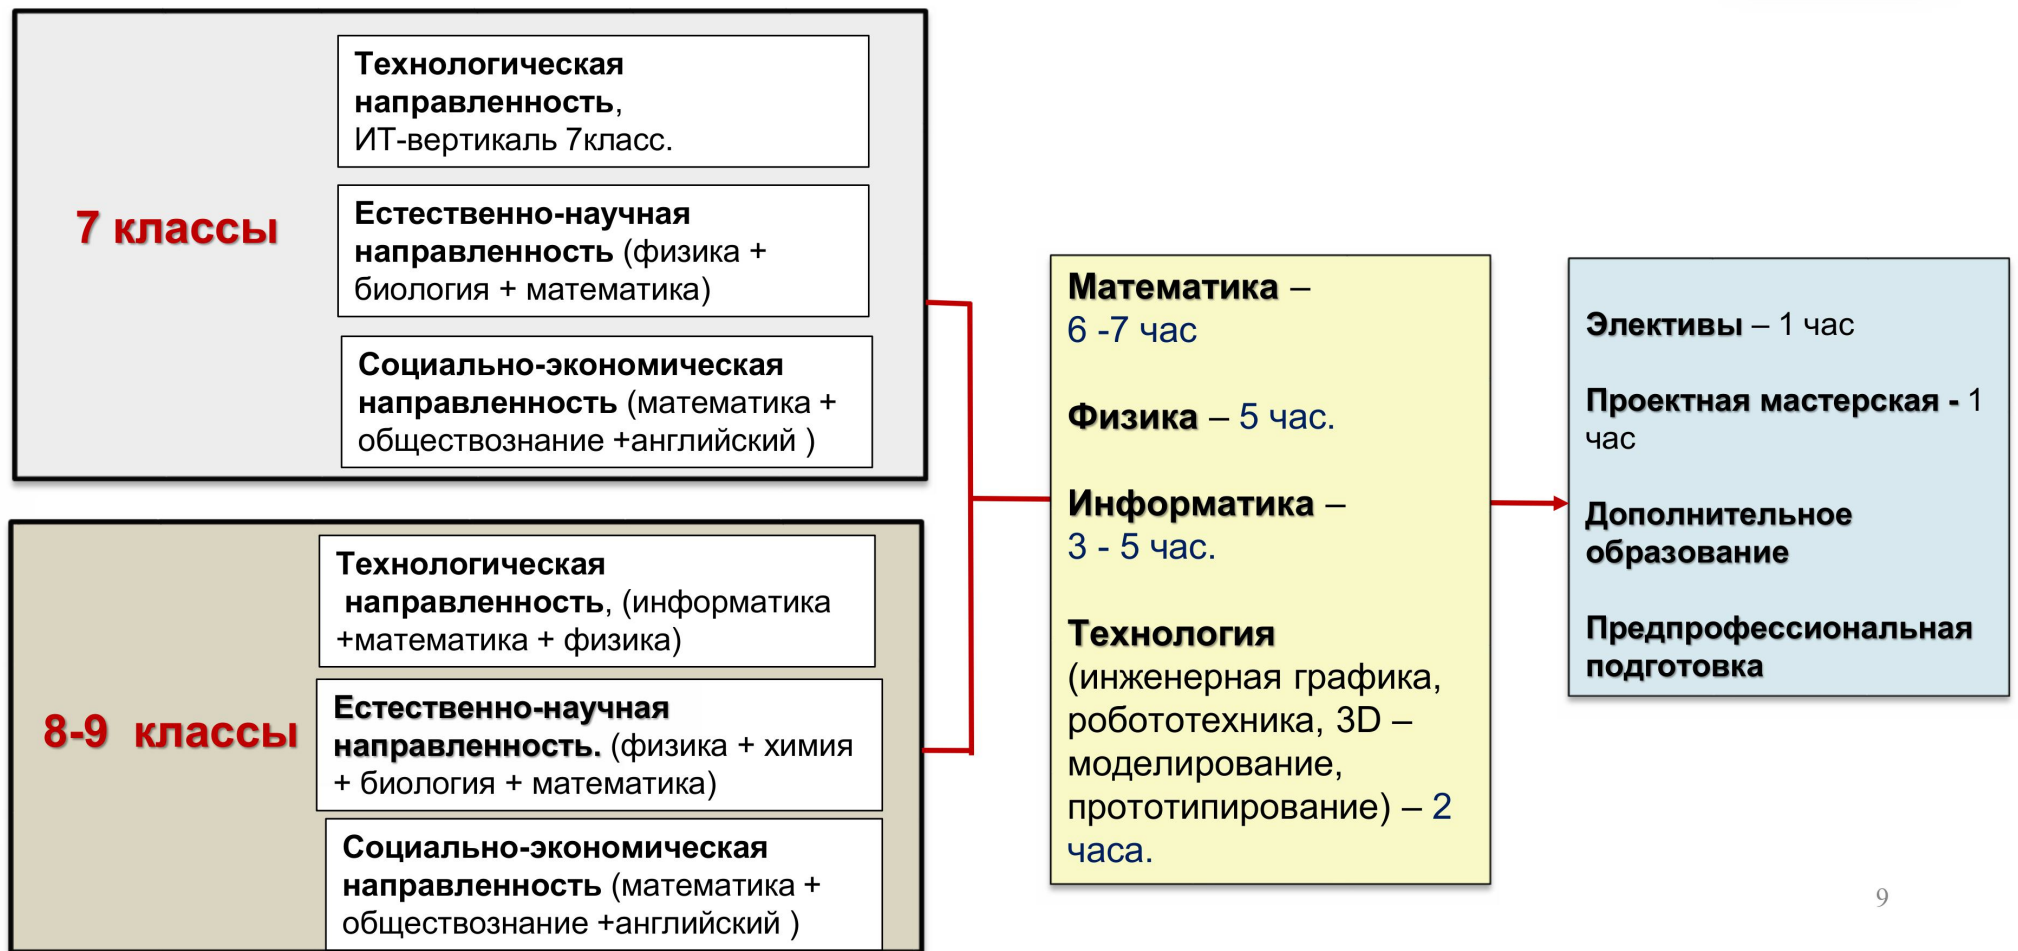 7 классы
Технологическая
направленность,
ИТ-вертикаль 7класс.
Естественно-научная
направленность (физика +
биология + математика)
Социально-экономическая
направленность (математика +
обществознание +английский )
8-9 классы
Технологическая
направленность, (информатика
+математика + физика)
Естественно-научная
направленность. (физика + химия
+ биология + математика)
Социально-экономическая
направленность (математика +
обществознание +английский )
Математика –
6 -7 час
Физика – 5 час.
Информатика –
3 - 5 час.
Технология
(инженерная графика,
робототехника, 3D –
моделирование,
прототипирование) – 2
часа.
Элективы – 1 час
Проектная мастерская - 1
час
Дополнительное
образование
Предпрофессиональная
подготовка
9